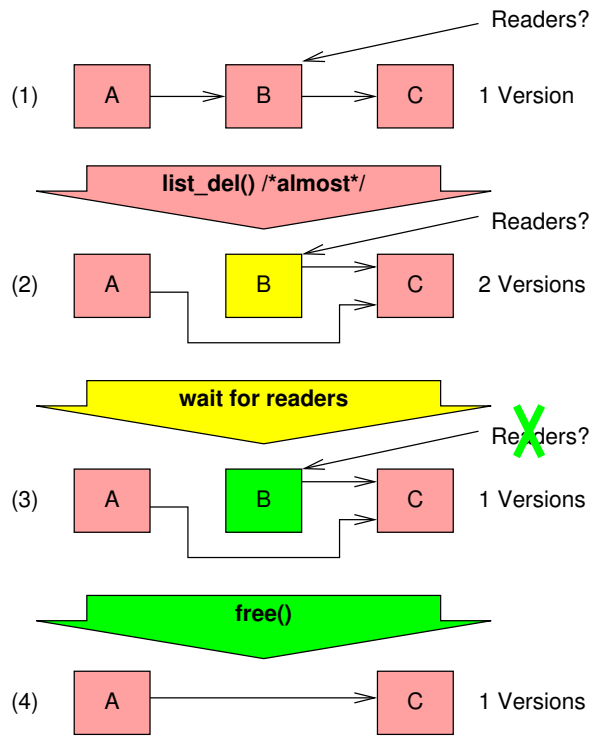 Readers?
(1) A B C 1 Version
list_del() /*almost*/
Readers?
(2) A B C 2 Versions
wait for readers
Readers?
(3) A B C 1 Versions
free()
(4) A C 1 Versions